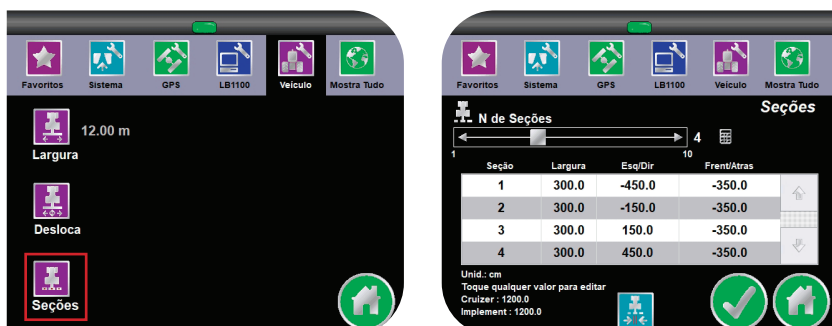 Favoritos Sistema GPS LB1100 Veículo Mostra Tudo
12.00 m
Largura
Desloca
Seções
Favoritos Sistema GPS LB1100 Veículo Mostra Tudo
Seções
N de Seções
4
1 10
Seção Largura Esq/Dir Frent/Atras
1 300.0 -450.0 -350.0
2 300.0 -150.0 -350.0
3 300.0 150.0 -350.0
4 300.0 450.0 -350.0
Unid.: cm
Toque qualquer valor para editar
Cruizer : 1200.0
Implement : 1200.0